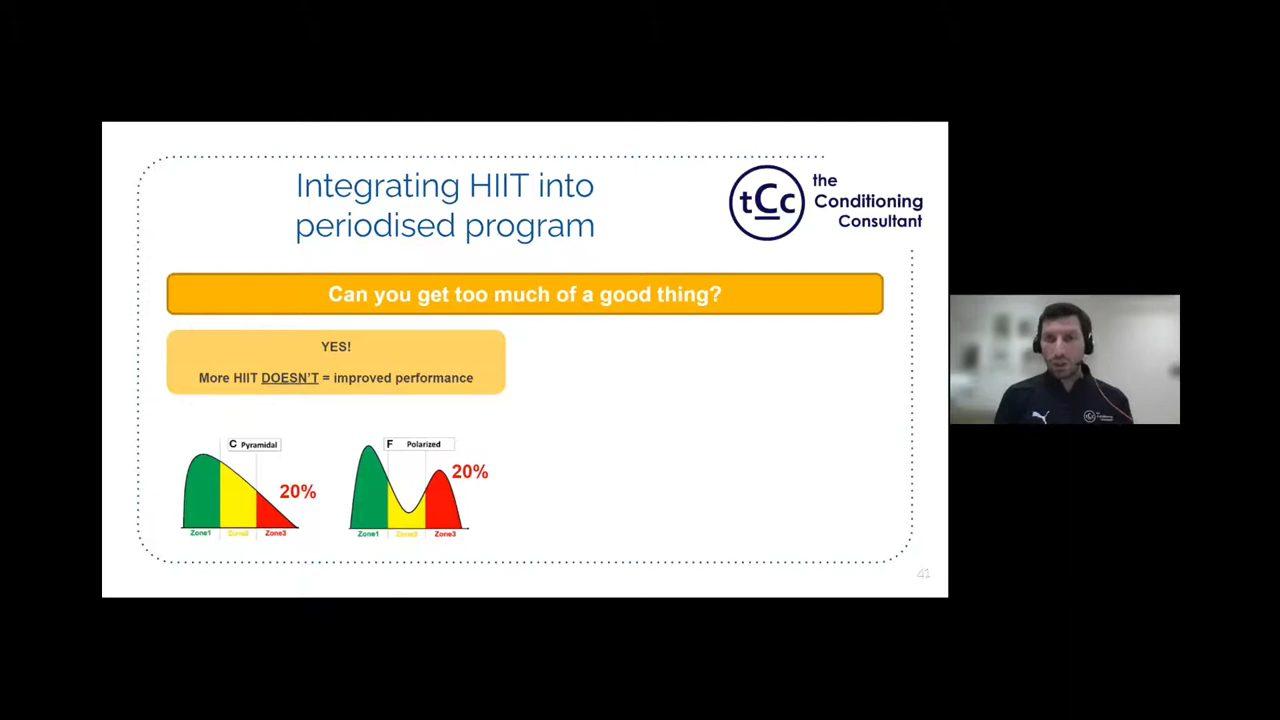 Integrating HIIT into
periodised program
tCc
the
Conditioning
Consultant
Can you get too much of a good thing?
YES!
More HIIT DOESN'T = improved performance
C Pyramidal
20%
Zone1 Zone2 Zone3
F Polarized
20%
Zone1 Zone2 Zone3
41
tCc